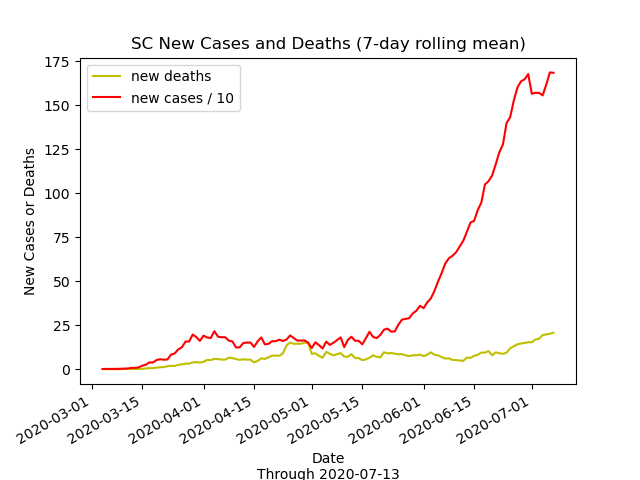 SC New Cases and Deaths (7-day rolling mean)
175
150
125
100
75
50
25
0
New Cases or Deaths
new deaths
new cases / 10
2020-03-01
2020-03-15
2020-04-01
2020-04-15
2020-05-01
2020-05-15
2020-06-01
2020-06-15
2020-07-01
Date
Through 2020-07-13